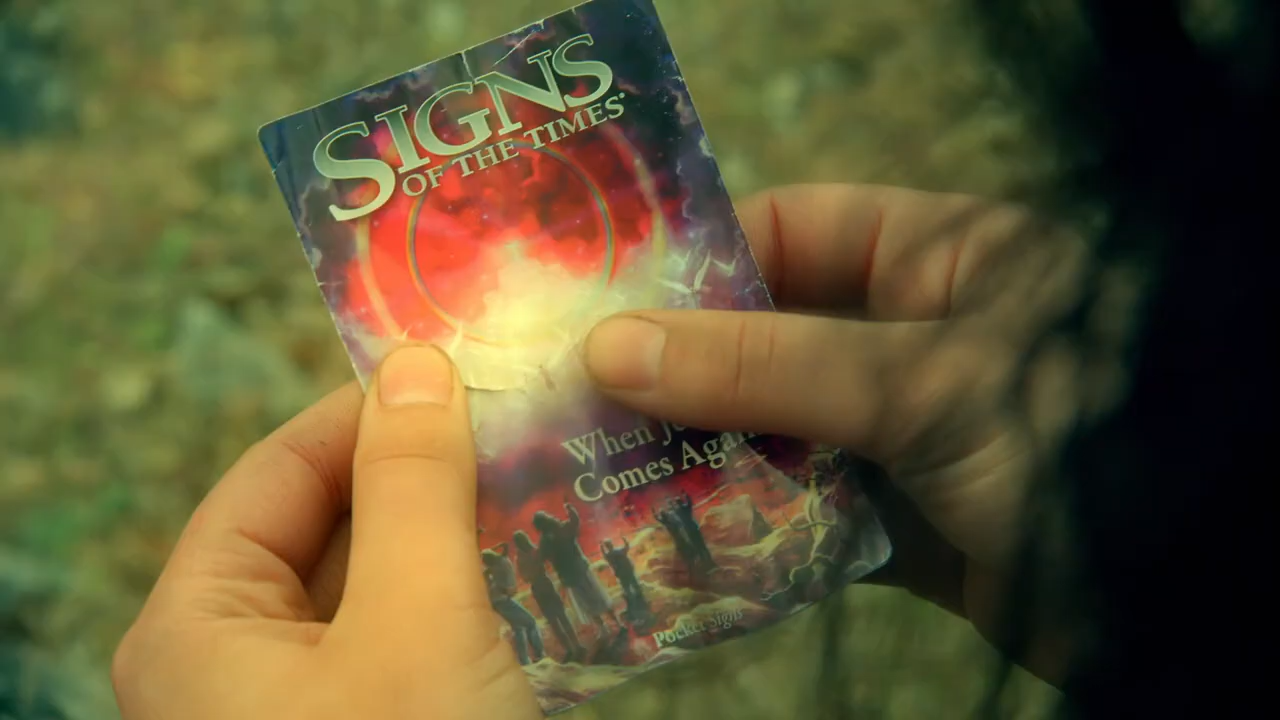 SIGNS
OF THE TIMES®
When
Comes Again
Pocket Signs